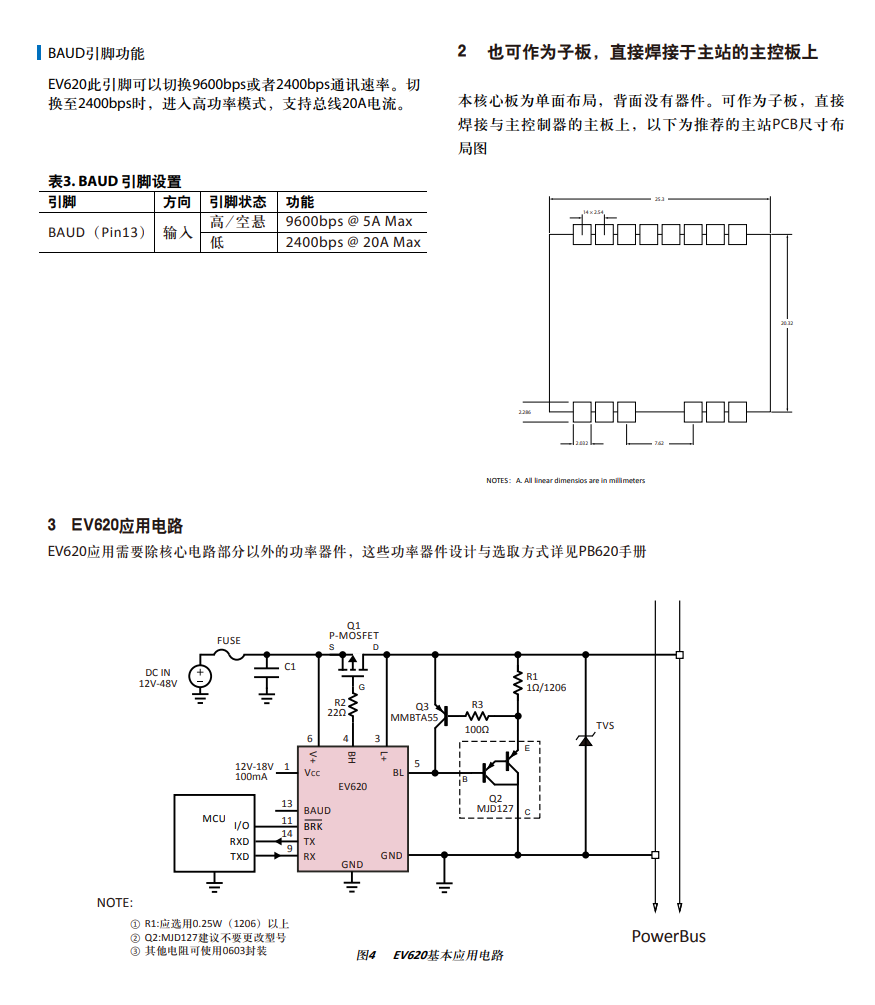 BAUD引脚功能
EV620此引脚可以切换9600bps或者2400bps通讯速率。切
换至2400bps时，进入高功率模式，支持总线20A电流。
表3. BAUD 引脚设置
引脚 方向 引脚状态 功能
BAUD（Pin13） 输入 高/空悬 9600bps @ 5A Max
低 2400bps @ 20A Max
2 也可作为子板，直接焊接于主站的主控板上
本核心板为单面布局，背面没有器件。可作为子板，直接
焊接与主控制器的主板上，以下为推荐的主站PCB尺寸布
局图
25.3
14 × 2.54
20.32
2.286
2.032
7.62
NOTES: A. All linear dimensios are in millimeters
3 EV620应用电路
EV620应用需要除核心电路部分以外的功率器件，这些功率器件设计与选取方式详见PB620手册
Q1
P-MOSFET
S D
G
FUSE
DC IN
12V-48V
C1
R2
22Ω
Q3
MMBTA55
R3
100Ω
R1
1Ω/1206
TVS
6 4 3
V+ BH L+
12V-18V
100mA
1 Vcc
EV620
BL 5
B
E
C
Q2
MJD127
13 BAUD
11 BRK
14 TX
9 RX
GND
GND
MCU
I/O
RXD
TXD
NOTE:
① R1:应选用0.25W（1206）以上
② Q2:MJD127建议不要更改型号
③ 其他电阻可使用0603封装
图4 EV620基本应用电路
PowerBus